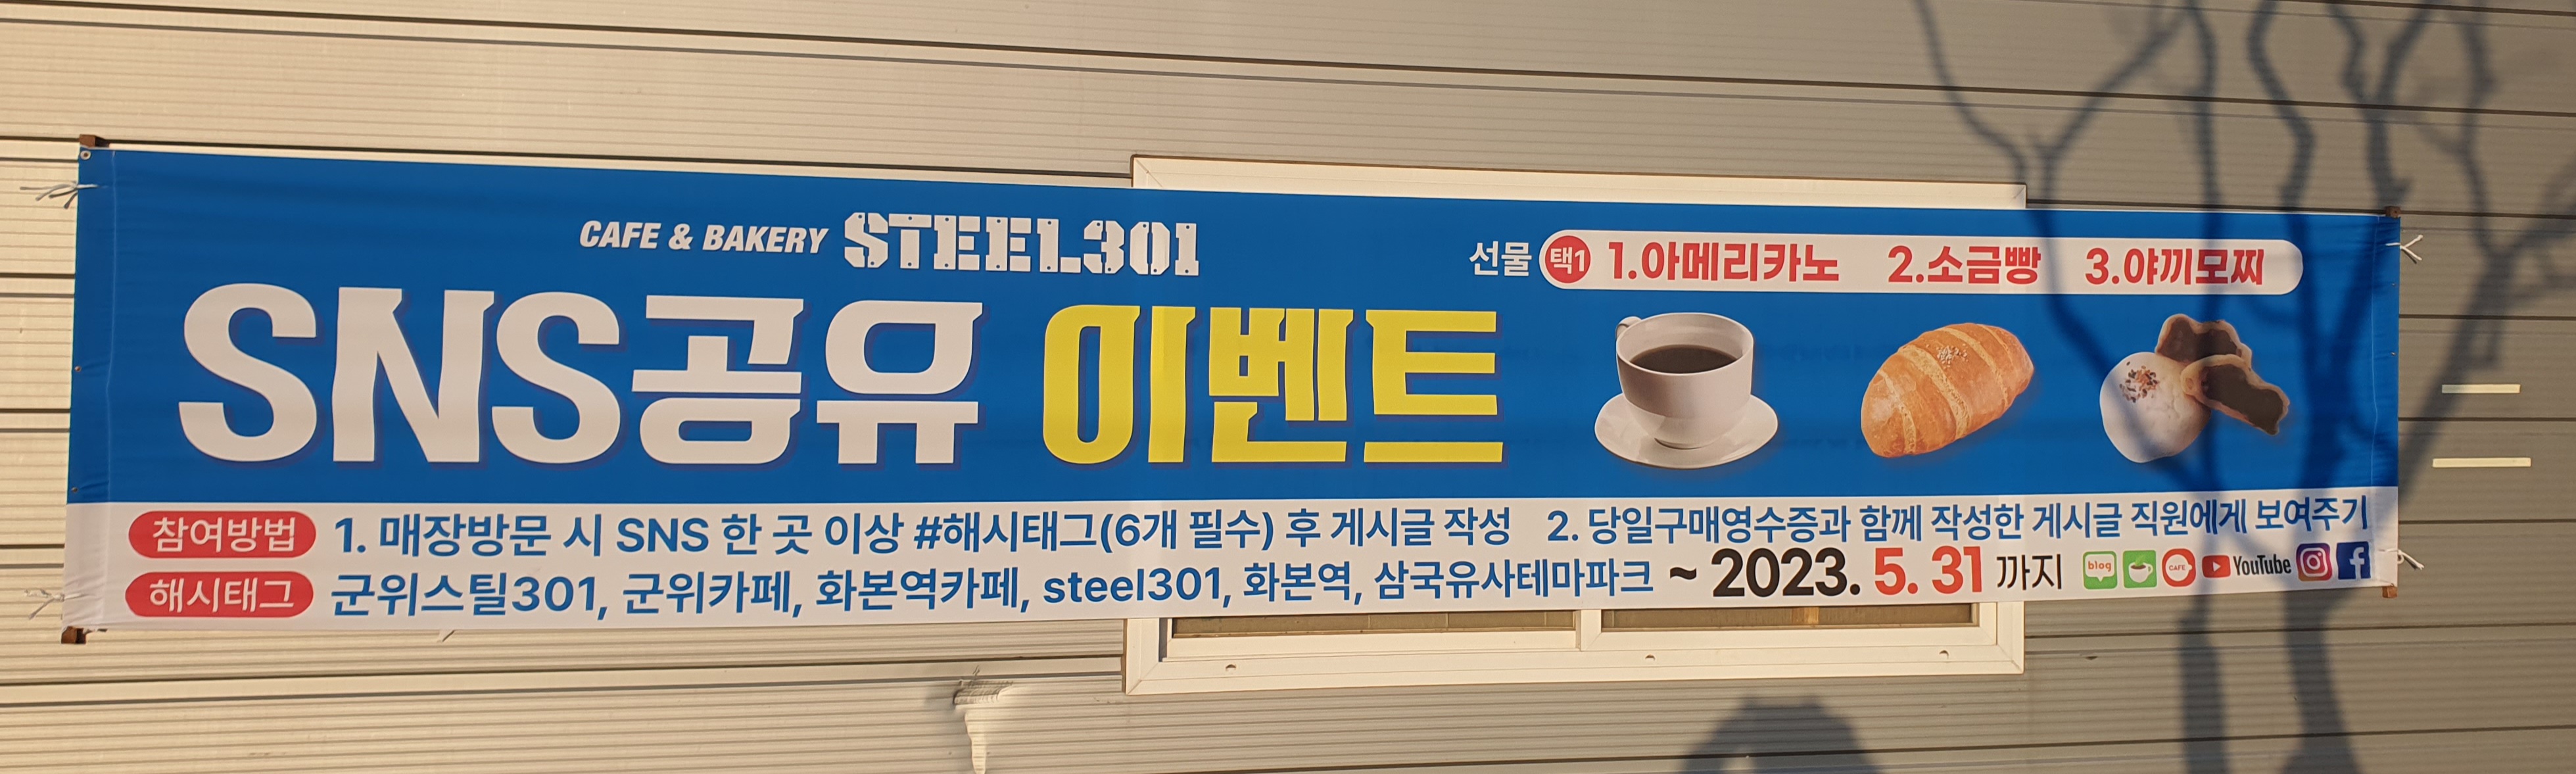 CAFE & BAKERY STEEL301
SNS공유 이벤트
선물 택1 1.아메리카노 2.소금빵 3.야끼모찌
참여방법 1. 매장방문 시 SNS 한 곳 이상 #해시태그(6개 필수) 후 게시글 작성 2. 당일구매영수증과 함께 작성한 게시글 직원에게 보여주기
해시태그 군위스틸301, 군위카페, 화본역카페, steel301, 화본역, 삼국유사테마파크 ~ 2023. 5. 31 까지 blog CAFE YouTube